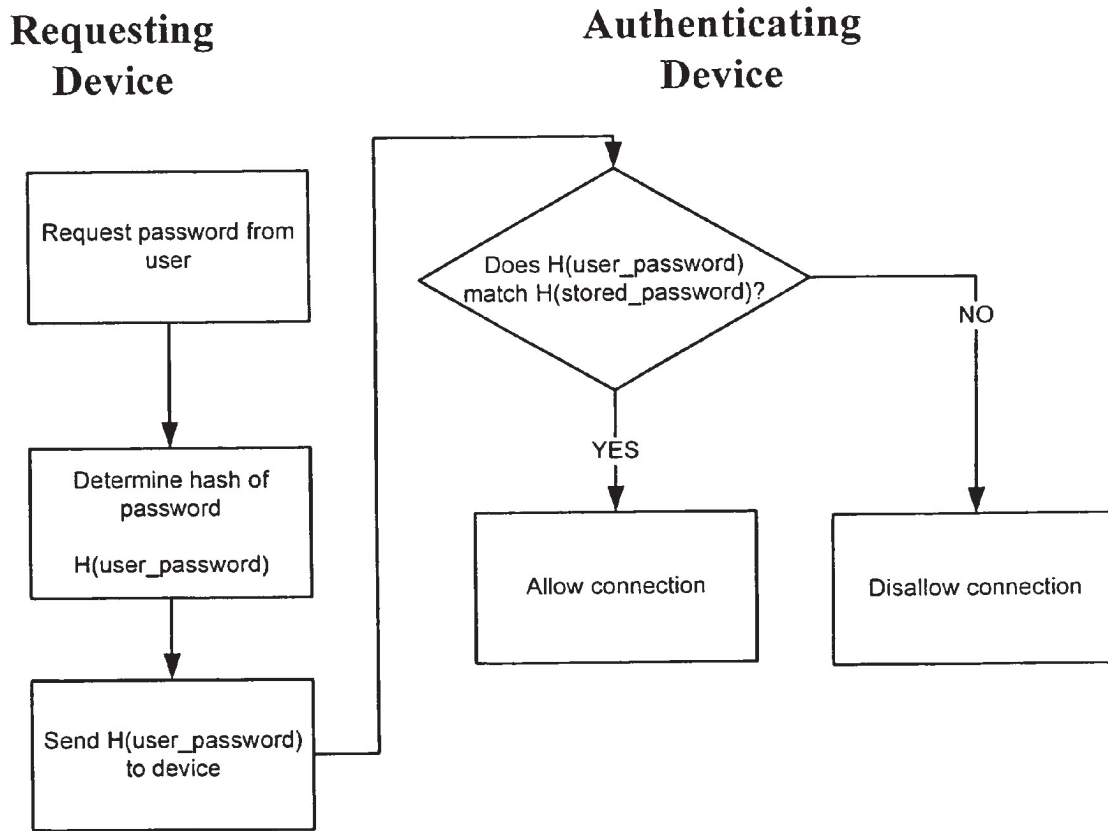 Requesting
Device
Authenticating
Device
Request password from
user
Determine hash of
password
H(user_password)
Send H(user_password)
to device
Does H(user_password)
match H(stored_password)?
YES
NO
Allow connection
Disallow connection